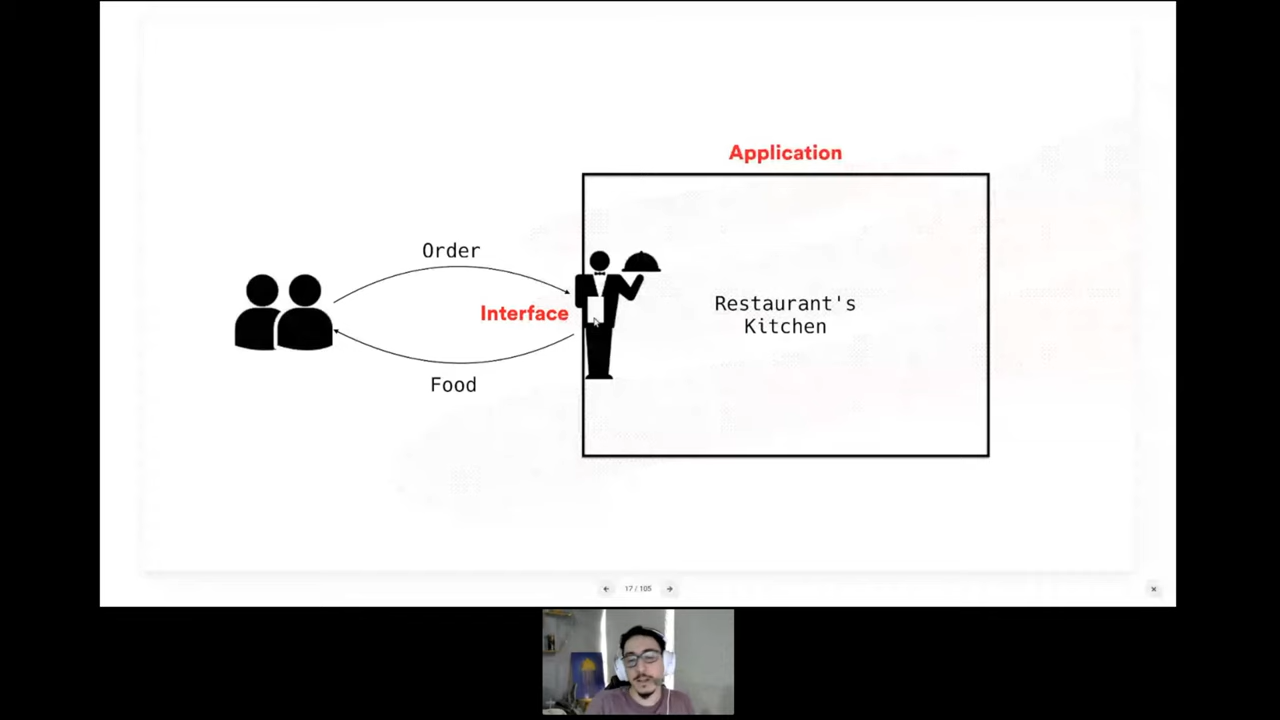 Application
Order
Interface
Restaurant's
Kitchen
Food
17 / 105